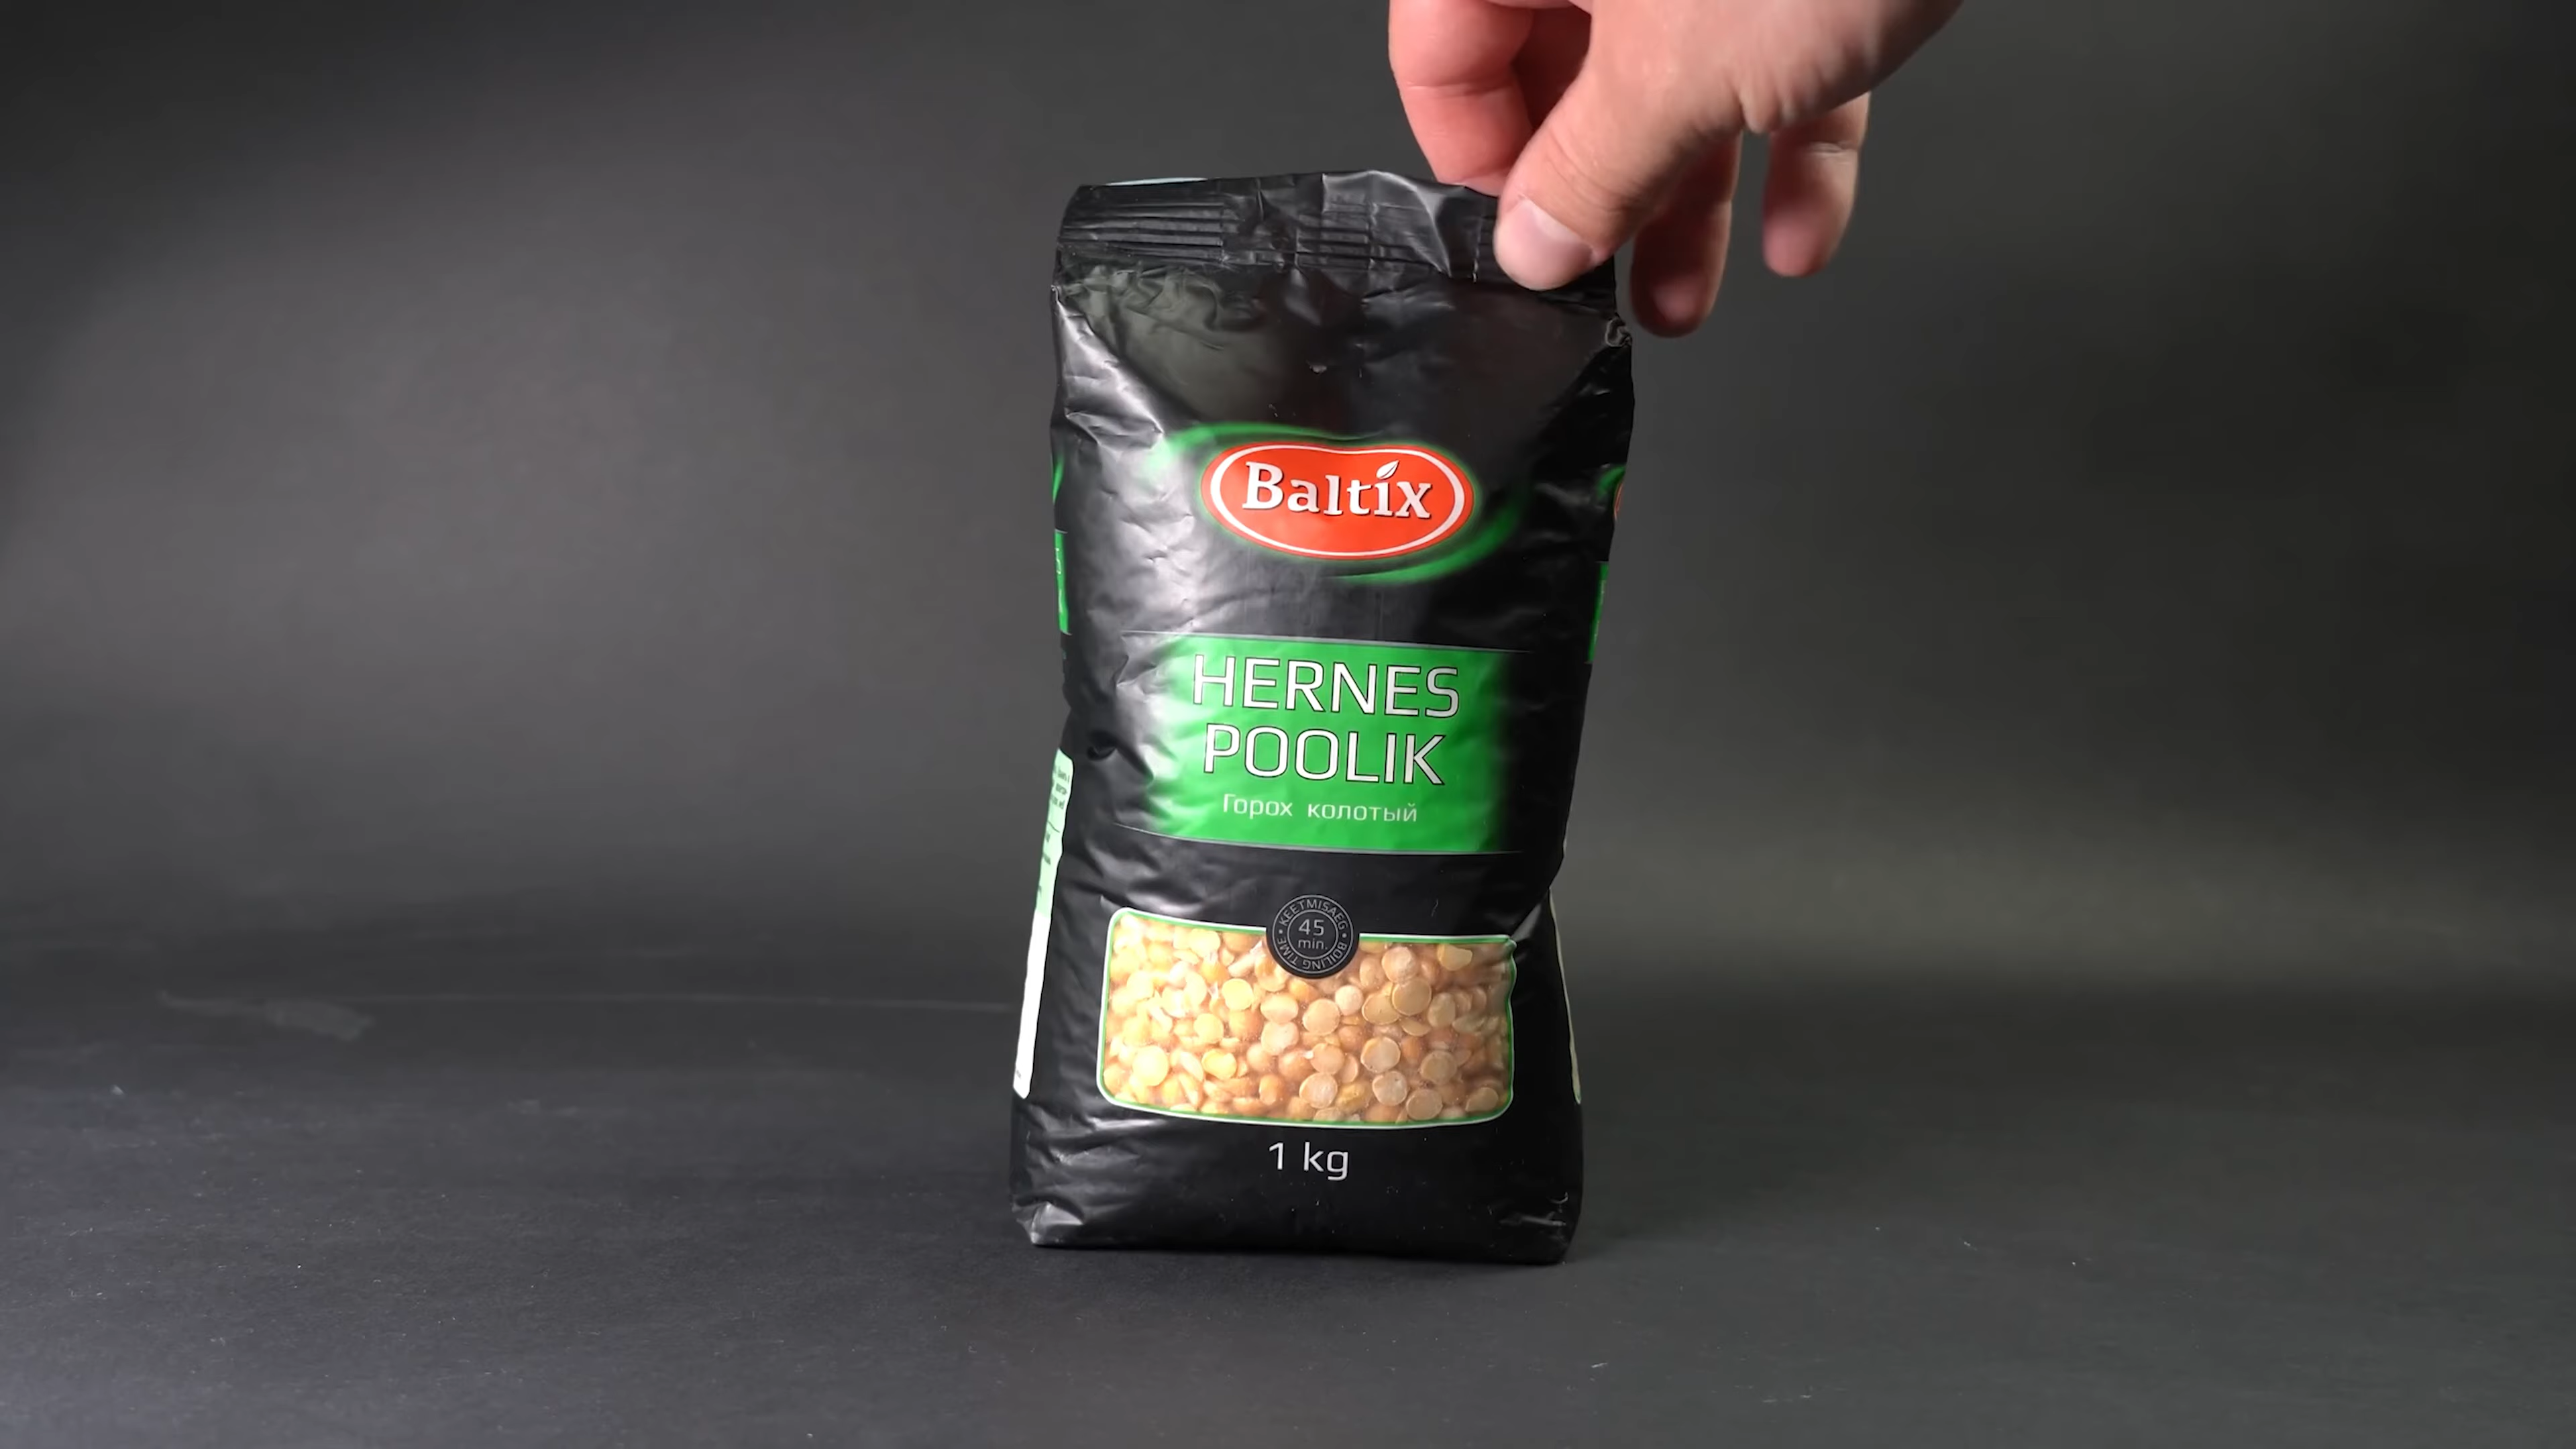 Baltix
HERNES
POOLIK
Горох колотый
KEETMISAEG • BOILING TIME •
45
min.
1 kg